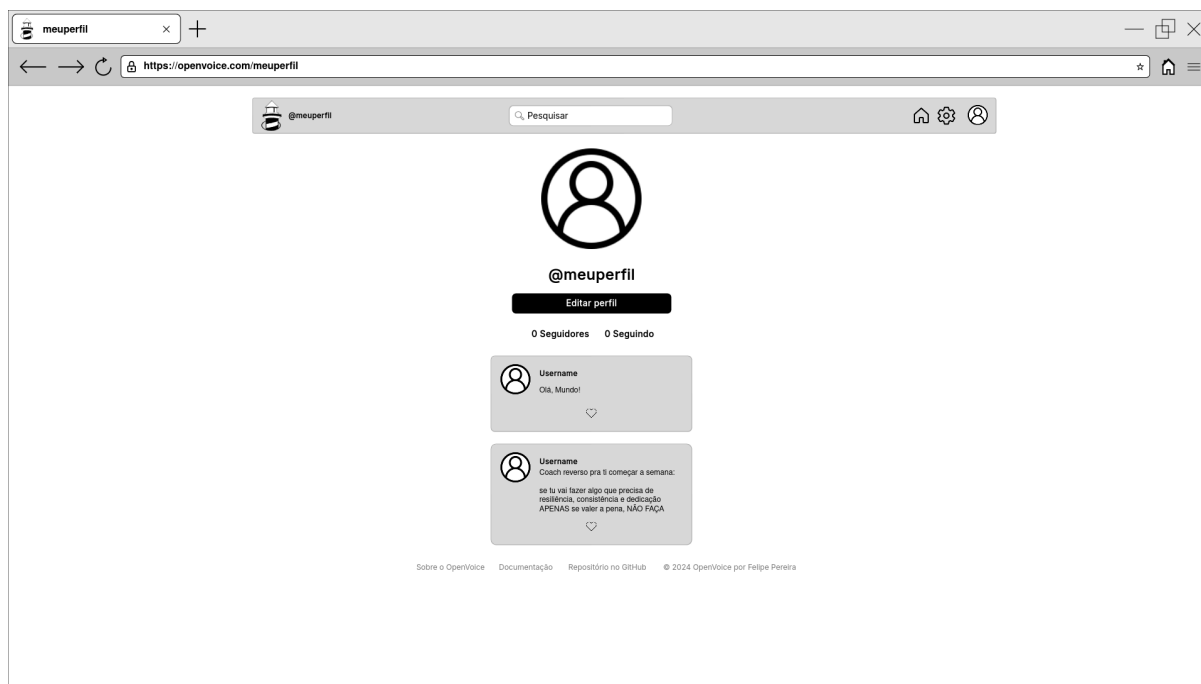 meuperfil
https://openvoice.com/meuperfil
@meuperfil
Pesquisar
@meuperfil
Editar perfil
0 Seguidores 0 Seguindo
Username
Olá, Mundo!
Username
Coach reverso pra ti começar a semana:
se tu vai fazer algo que precisa de
resiliência, consistência e dedicação
APENAS se valer a pena, NÃO FAÇA
Sobre o OpenVoice Documentação Repositório no GitHub © 2024 OpenVoice por Felipe Pereira